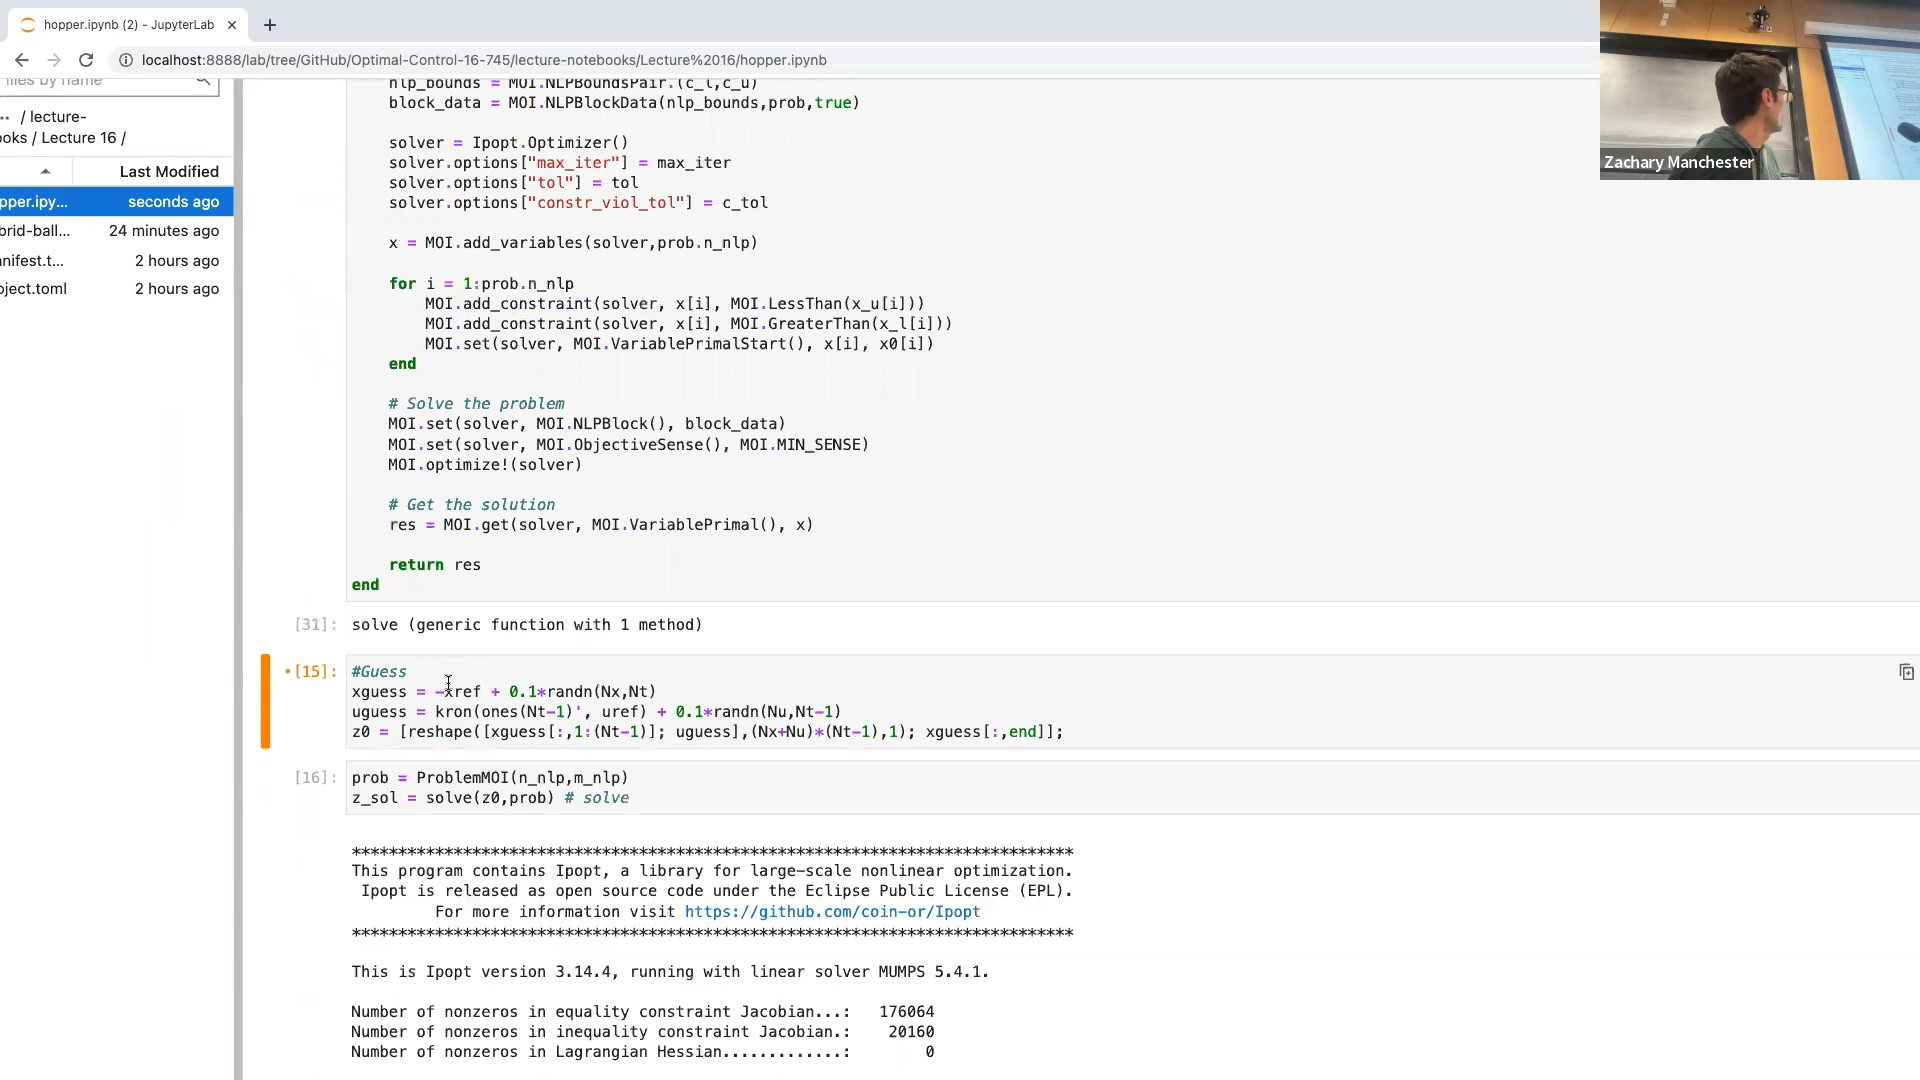 hopper.ipynb (2) - JupyterLab
localhost:8888/lab/tree/GitHub/Optimal-Control-16-745/lecture-notebooks/Lecture%2016/hopper.ipynb
Zachary Manchester
files by name
·· / lecture-
ooks / Lecture 16 /
Last Modified
pper.ipy... seconds ago
brid-ball... 24 minutes ago
anifest.t... 2 hours ago
oject.toml 2 hours ago
nlp_bounds = MOI.NLPBoundsPair.(c_l,c_u)
block_data = MOI.NLPBlockData(nlp_bounds,prob,true)
solver = Ipopt.Optimizer()
solver.options["max_iter"] = max_iter
solver.options["tol"] = tol
solver.options["constr_viol_tol"] = c_tol
x = MOI.add_variables(solver,prob.n_nlp)
for i = 1:prob.n_nlp
MOI.add_constraint(solver, x[i], MOI.LessThan(x_u[i]))
MOI.add_constraint(solver, x[i], MOI.GreaterThan(x_l[i]))
MOI.set(solver, MOI.VariablePrimalStart(), x[i], x0[i])
end
# Solve the problem
MOI.set(solver, MOI.NLPBlock(), block_data)
MOI.set(solver, MOI.ObjectiveSense(), MOI.MIN_SENSE)
MOI.optimize!(solver)
# Get the solution
res = MOI.get(solver, MOI.VariablePrimal(), x)
return res
end
[31]: solve (generic function with 1 method)
•[15]: #Guess
xguess = -xref + 0.1*randn(Nx,Nt)
uguess = kron(ones(Nt-1)', uref) + 0.1*randn(Nu,Nt-1)
z0 = [reshape([xguess[:,1:(Nt-1)]; uguess],(Nx+Nu)*(Nt-1),1); xguess[:,end]];
[16]: prob = ProblemMOI(n_nlp,m_nlp)
z_sol = solve(z0,prob) # solve
******************************************************************************
This program contains Ipopt, a library for large-scale nonlinear optimization.
Ipopt is released as open source code under the Eclipse Public License (EPL).
For more information visit https://github.com/coin-or/Ipopt
******************************************************************************
This is Ipopt version 3.14.4, running with linear solver MUMPS 5.4.1.
Number of nonzeros in equality constraint Jacobian...: 176064
Number of nonzeros in inequality constraint Jacobian.: 20160
Number of nonzeros in Lagrangian Hessian.............: 0